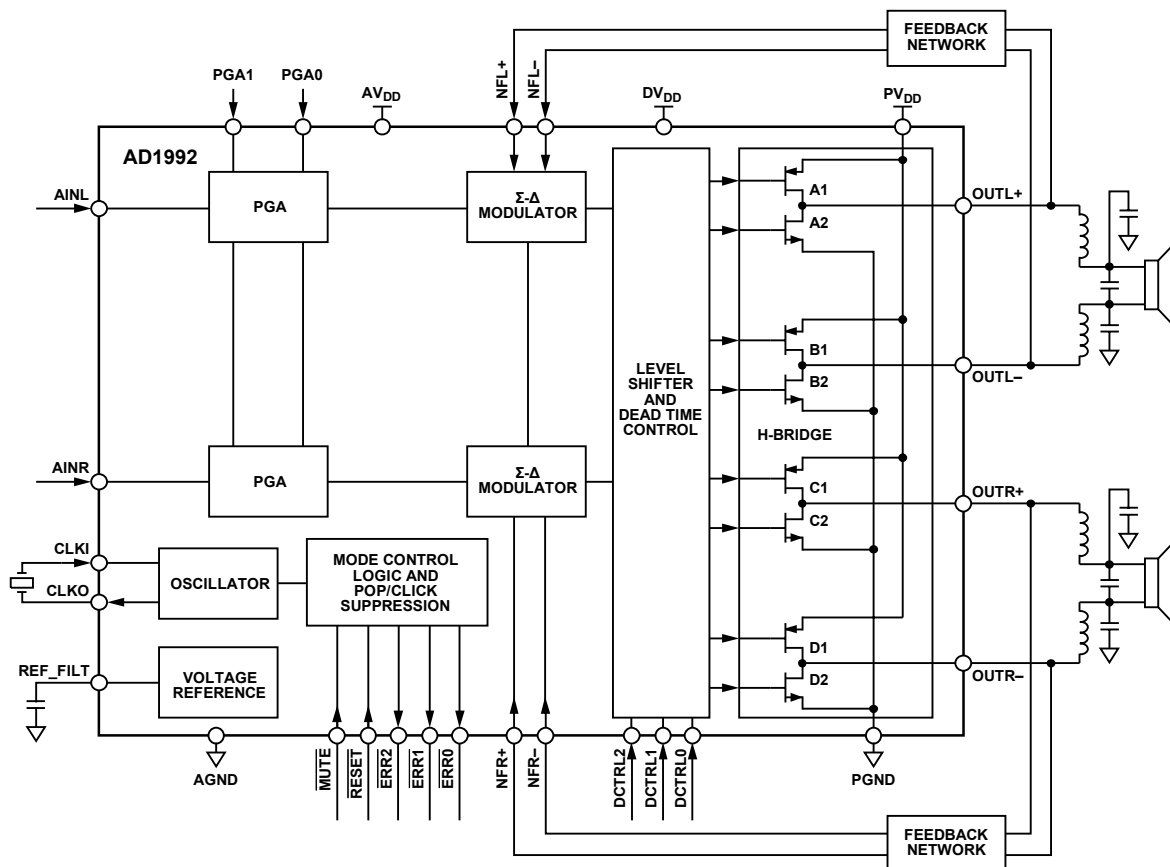 FEEDBACK
NETWORK
NFL+
NFL−
PGA1
PGA0
AVDD
DVDD
PVDD
AD1992
AINL
PGA
Σ-Δ
MODULATOR
A1
A2
OUTL+
B1
B2
OUTL−
LEVEL
SHIFTER
AND
DEAD TIME
CONTROL
H-BRIDGE
AINR
PGA
Σ-Δ
MODULATOR
C1
C2
OUTR+
CLKI
CLKO
OSCILLATOR
MODE CONTROL
LOGIC AND
POP/CLICK
SUPPRESSION
D1
D2
OUTR−
REF_FILT
VOLTAGE
REFERENCE
AGND
MUTE
RESET
ERR2
ERR1
ERR0
NFR+
NFR−
DCTRL2
DCTRL1
DCTRL0
PGND
FEEDBACK
NETWORK